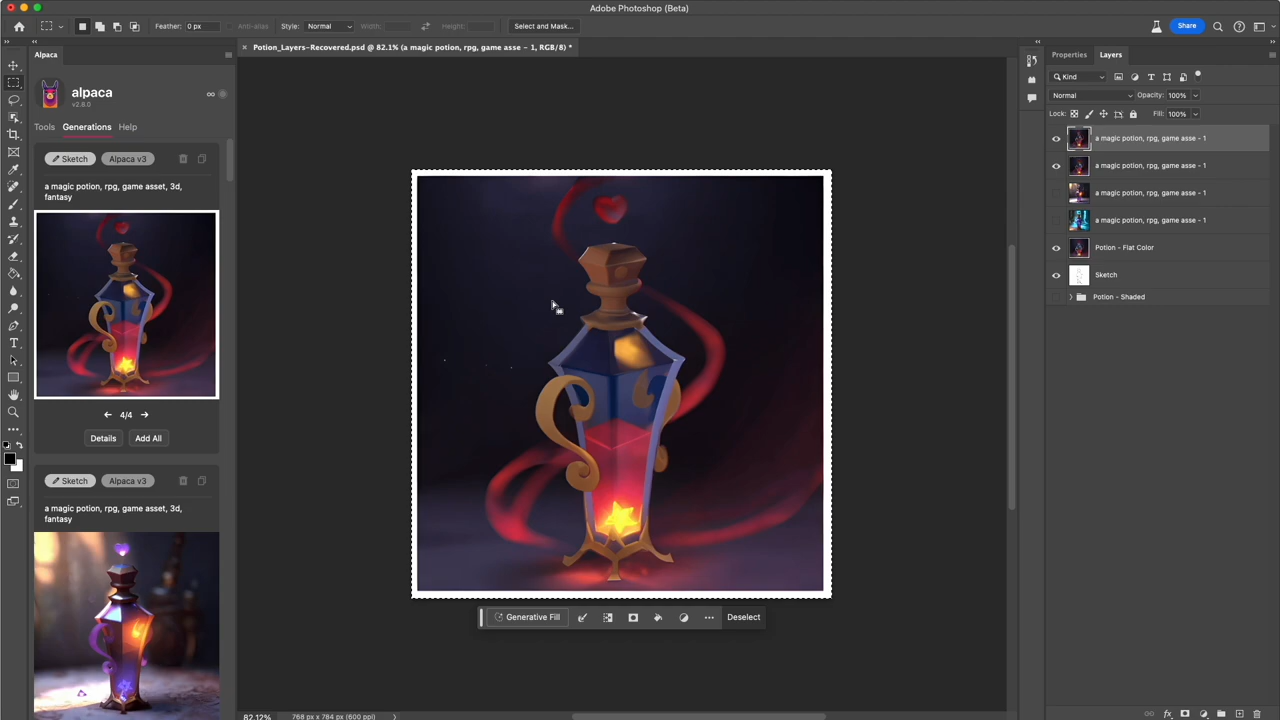 Adobe Photoshop (Beta)
Feather: 0 px Anti-alias Style: Normal Width: Height: Select and Mask... Share
Alpaca
Potion_Layers-Recovered.psd @ 82.1% (a magic potion, rpg, game asse - 1, RGB/8) *
Properties Layers
alpaca
v2.8.0
Kind
Normal Opacity: 100%
Lock: Fill: 100%
Tools Generations Help
Sketch Alpaca v3
a magic potion, rpg, game asset, 3d,
fantasy
4/4
Details Add All
Sketch Alpaca v3
a magic potion, rpg, game asset, 3d,
fantasy
a magic potion, rpg, game asse - 1
a magic potion, rpg, game asse - 1
a magic potion, rpg, game asse - 1
a magic potion, rpg, game asse - 1
Potion - Flat Color
Sketch
Potion - Shaded
Generative Fill Deselect
82.12% 768 px x 784 px (600 ppi)